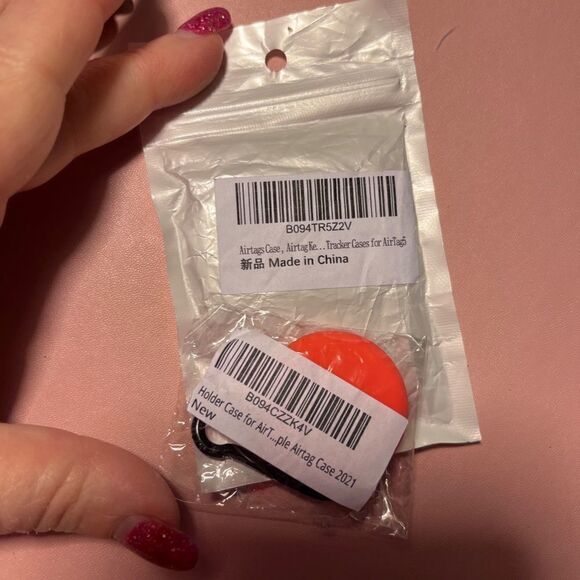 B094TR5Z2V
Airtags Case, Airtag Ke...Tracker Cases for AirTag5
新品 Made in China
B094CZZK4V
Holder Case for AirT...ple Airtag Case 2021
New